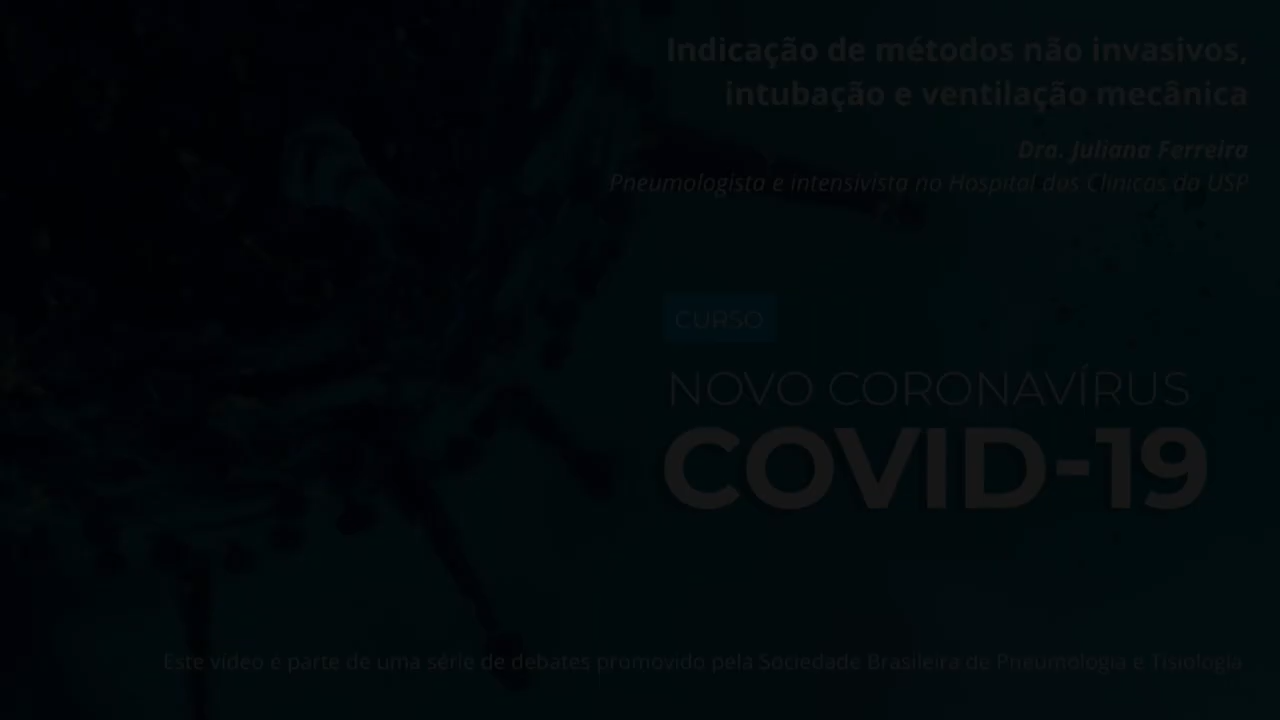 Indicação de métodos não invasivos,
intubação e ventilação mecânica
Dra. Juliana Ferreira
Pneumologista e intensivista no Hospital das Clínicas da USP
CURSO
NOVO CORONAVÍRUS
COVID-19
Este vídeo é parte de uma série de debates promovido pela Sociedade Brasileira de Pneumologia e Tisiologia